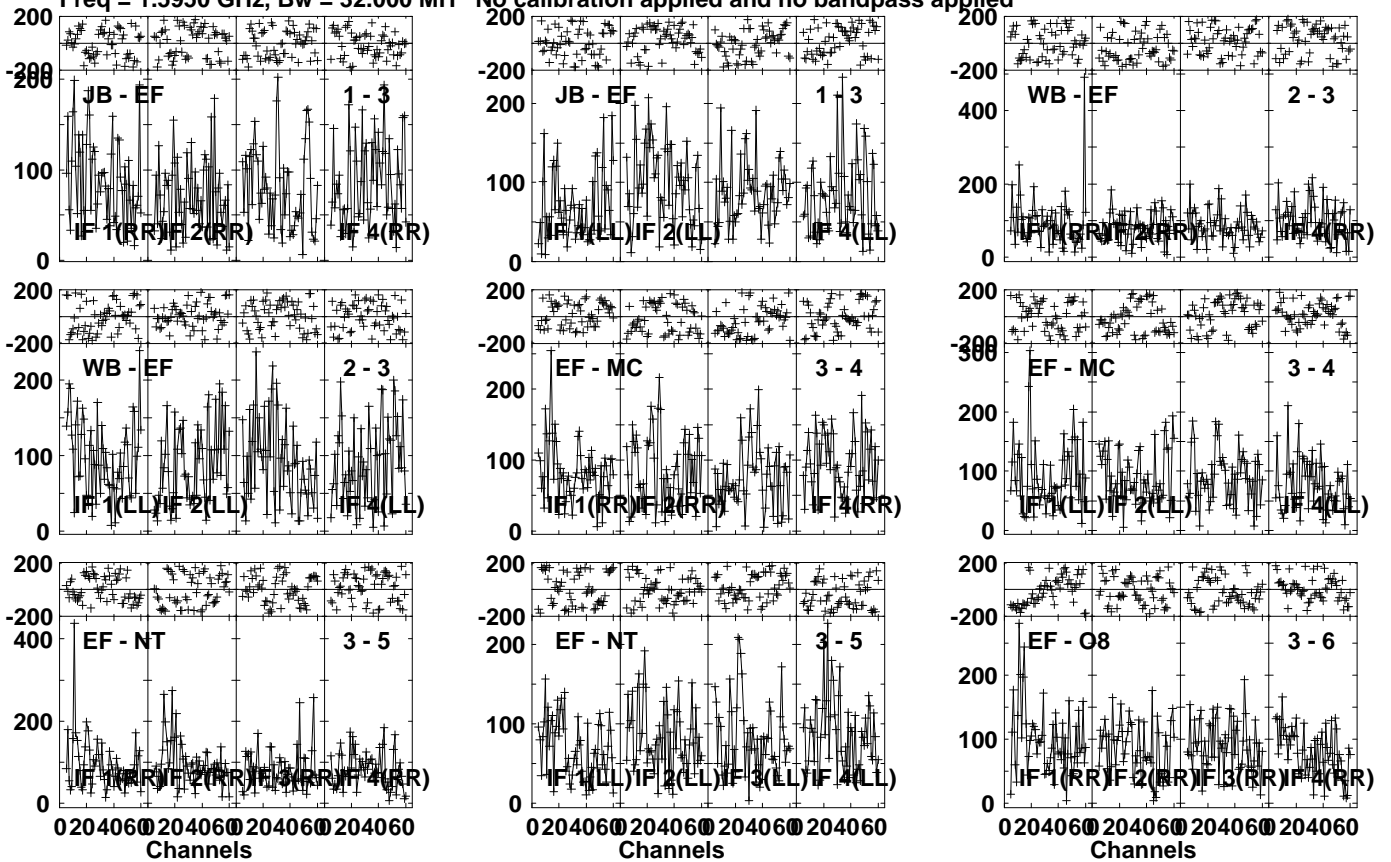 Freq = 1.5950 GHz, Bw = 32.000 MH No calibration applied and no bandpass applied
200 200 200
-200 -200 -200
200 JB - EF 1 - 3 JB - EF 1 - 3 WB - EF 2 - 3
200 400
100 100 200
IF 1(RR) IF 2(RR) IF 4(RR) IF 1(LL) IF 2(LL) IF 4(LL) IF 1(RR) IF 2(RR) IF 4(RR)
0 0 0
200 200 200
-200 -200 -200
300
WB - EF 2 - 3 EF - MC 3 - 4 EF - MC 3 - 4
200 200 200
100 100 100
IF 1(LL) IF 2(LL) IF 4(LL) IF 1(RR) IF 2(RR) IF 4(RR) IF 1(LL) IF 2(LL) IF 4(LL)
0 0 0
200 200 200
-200 -200 -200
400 EF - NT 3 - 5 EF - NT 3 - 5 EF - O8 3 - 6
200 200
200 100 100
IF 1(RR) IF 2(RR) IF 3(RR) IF 4(RR) IF 1(LL) IF 2(LL) IF 3(LL) IF 4(LL) IF 1(RR) IF 2(RR) IF 3(RR) IF 4(RR)
0 0 0
0 20 40 60 0 20 40 60 0 20 40 60 0 20 40 60 0 20 40 60 0 20 40 60 0 20 40 60 0 20 40 60 0 20 40 60 0 20 40 60 0 20 40 60 0 20 40 60
Channels Channels Channels